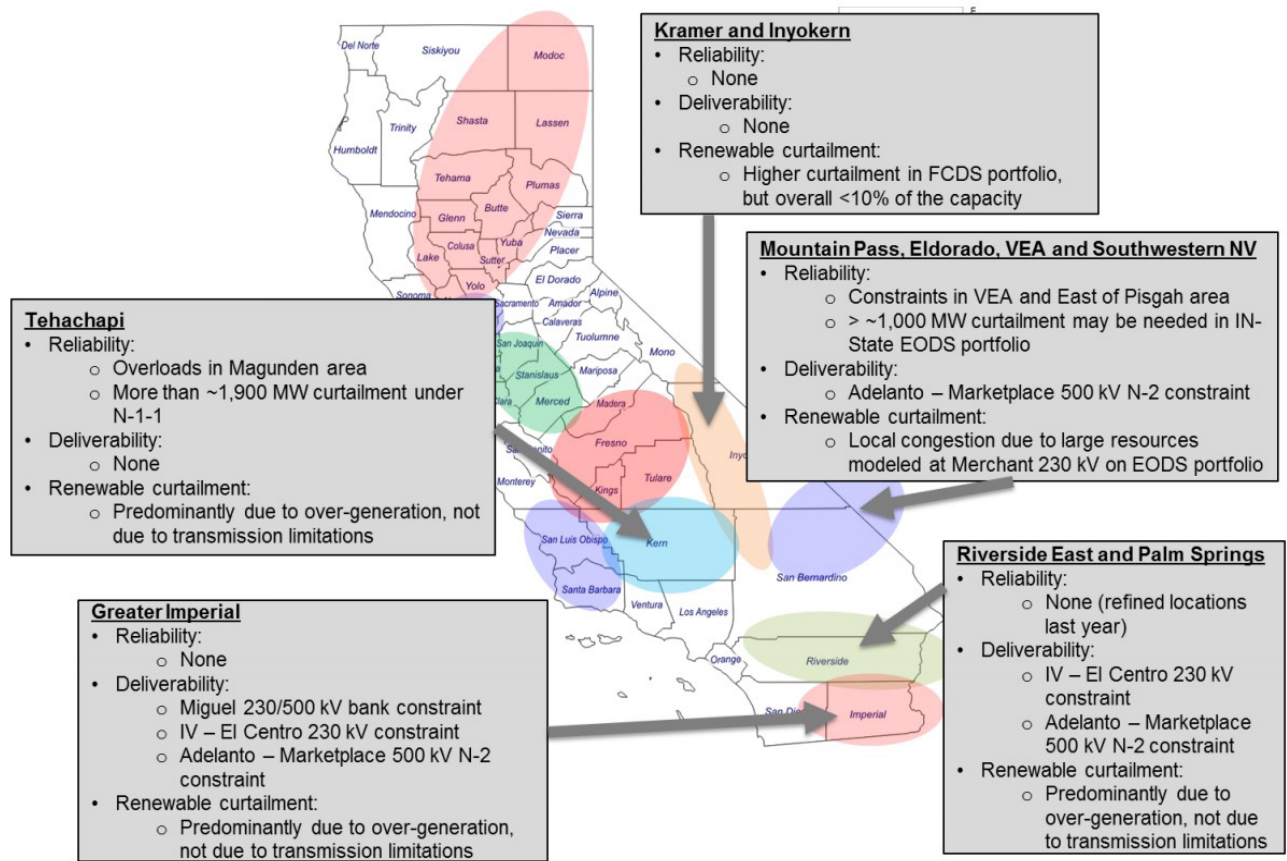 Kramer and Inyokern
• Reliability:
o None
• Deliverability:
o None
• Renewable curtailment:
o Higher curtailment in FCDS portfolio,
but overall <10% of the capacity
Mountain Pass, Eldorado, VEA and Southwestern NV
• Reliability:
o Constraints in VEA and East of Pisgah area
o > ~1,000 MW curtailment may be needed in IN-
State EODS portfolio
• Deliverability:
o Adelanto – Marketplace 500 kV N-2 constraint
• Renewable curtailment:
o Local congestion due to large resources
modeled at Merchant 230 kV on EODS portfolio
Tehachapi
• Reliability:
o Overloads in Magunden area
o More than ~1,900 MW curtailment under
N-1-1
• Deliverability:
o None
• Renewable curtailment:
o Predominantly due to over-generation, not
due to transmission limitations
Riverside East and Palm Springs
• Reliability:
o None (refined locations
last year)
• Deliverability:
o IV – El Centro 230 kV
constraint
o Adelanto – Marketplace
500 kV N-2 constraint
• Renewable curtailment:
o Predominantly due to
over-generation, not due
to transmission limitations
Greater Imperial
• Reliability:
o None
• Deliverability:
o Miguel 230/500 kV bank constraint
o IV – El Centro 230 kV constraint
o Adelanto – Marketplace 500 kV N-2
constraint
• Renewable curtailment:
o Predominantly due to over-generation,
not due to transmission limitations
Del Norte
Siskiyou
Modoc
Trinity
Shasta
Lassen
Humboldt
Tehama
Plumas
Mendocino
Glenn
Butte
Sierra
Nevada
Placer
Colusa
Yuba
Lake
Sutter
Yolo
El Dorado
Sonoma
Sacramento
Amador
Alpine
Calaveras
San Joaquin
Tuolumne
Mono
Stanislaus
Mariposa
Merced
Madera
Fresno
Monterey
Kings
Tulare
San Luis Obispo
Kern
San Bernardino
Santa Barbara
Ventura
Los Angeles
Orange
Riverside
Imperial